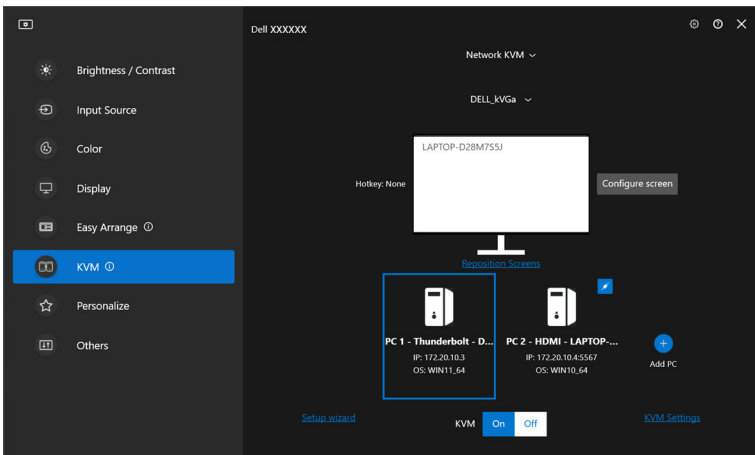 Dell XXXXXX
Network KVM
Brightness / Contrast
DELL_kVGa
Input Source
LAPTOP-D28M7S5J
Color
Hotkey: None
Configure screen
Display
Easy Arrange
Reposition Screens
KVM
Personalize
PC 1 - Thunderbolt - D...
IP: 172.20.10.3
OS: WIN11_64
PC 2 - HDMI - LAPTOP-...
IP: 172.20.10.4:5567
OS: WIN10_64
Add PC
Others
Setup wizard
KVM
On
Off
KVM Settings